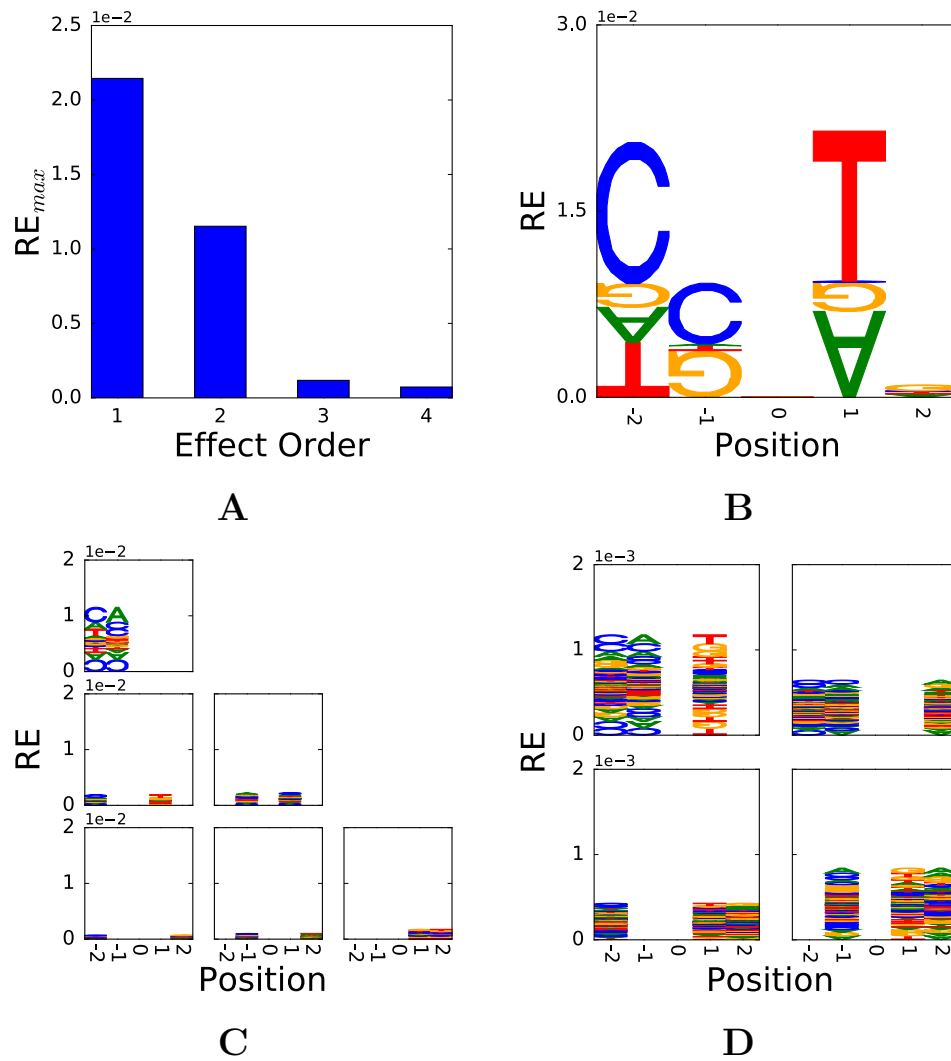 1e−2
2.5
2.0
1.5
1.0
0.5
0.0
RE_max
1 2 3 4
Effect Order
A
1e−2
3.0
1.5
0.0
RE
C G A T
C T G
T G A
G
-2 -1 0 1 2
Position
B
1e−2
2
1
0
C A
1e−2
2
1
0
RE
1e−2
2
1
0
-2 -1 0 1 2
-2 -1 0 1 2
-2 -1 0 1 2
Position
C
1e−3
2
1
0
RE
1e−3
2
1
0
-2 -1 0 1 2
-2 -1 0 1 2
Position
D